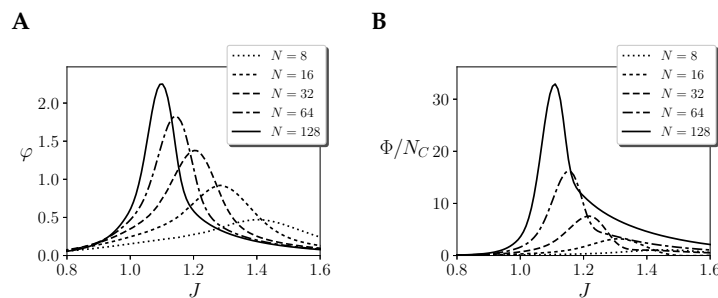 A
B
N = 8
N = 16
N = 32
N = 64
N = 128
φ
2.0
1.5
1.0
0.5
0.0
0.8 1.0 1.2 1.4 1.6
J
N = 8
N = 16
N = 32
N = 64
N = 128
Φ/N_C
30
20
10
0
0.8 1.0 1.2 1.4 1.6
J